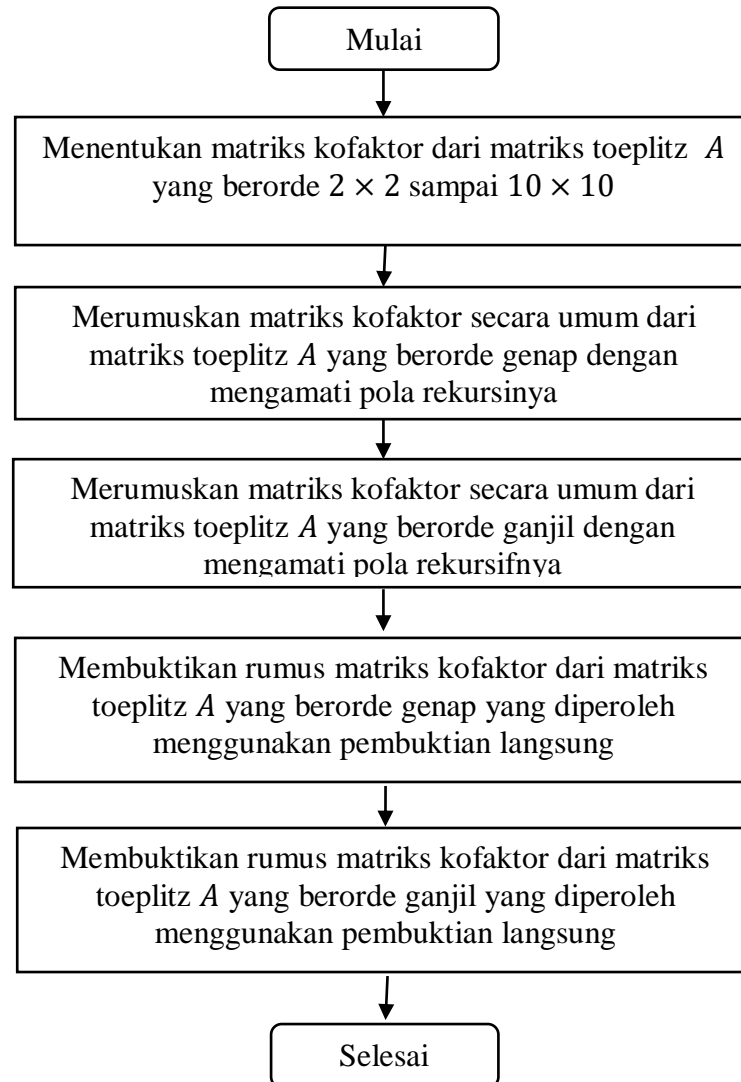 Mulai
Menentukan matriks kofaktor dari matriks toeplitz A
yang berorde 2 × 2 sampai 10 × 10
Merumuskan matriks kofaktor secara umum dari
matriks toeplitz A yang berorde genap dengan
mengamati pola rekursinya
Merumuskan matriks kofaktor secara umum dari
matriks toeplitz A yang berorde ganjil dengan
mengamati pola rekursifnya
Membuktikan rumus matriks kofaktor dari matriks
toeplitz A yang berorde genap yang diperoleh
menggunakan pembuktian langsung
Membuktikan rumus matriks kofaktor dari matriks
toeplitz A yang berorde ganjil yang diperoleh
menggunakan pembuktian langsung
Selesai